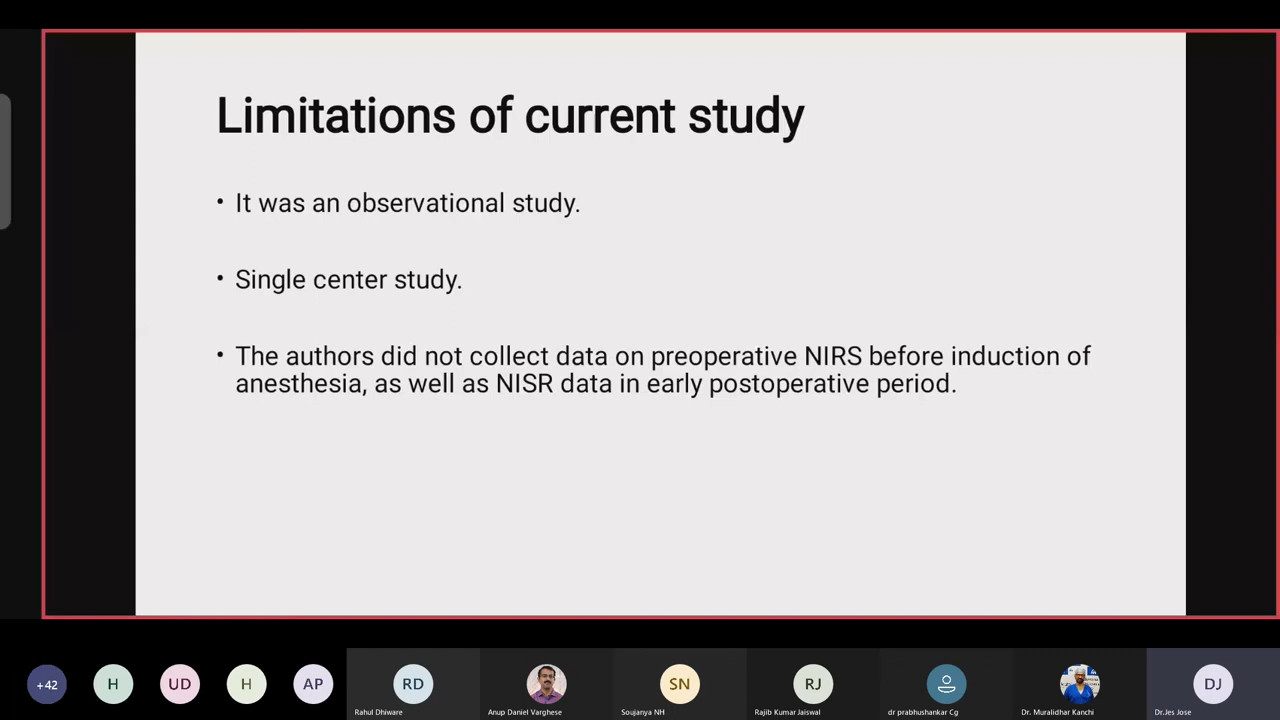 Limitations of current study
• It was an observational study.
• Single center study.
• The authors did not collect data on preoperative NIRS before induction of
anesthesia, as well as NISR data in early postoperative period.
+42
H
UD
H
AP
RD
SN
RJ
DJ
Rahul Dhiware
Anup Daniel Varghese
Soujanya NH
Rajib Kumar Jaiswal
dr prabhushankar Cg
Dr. Muralidhar Kanchi
Dr.Jes Jose